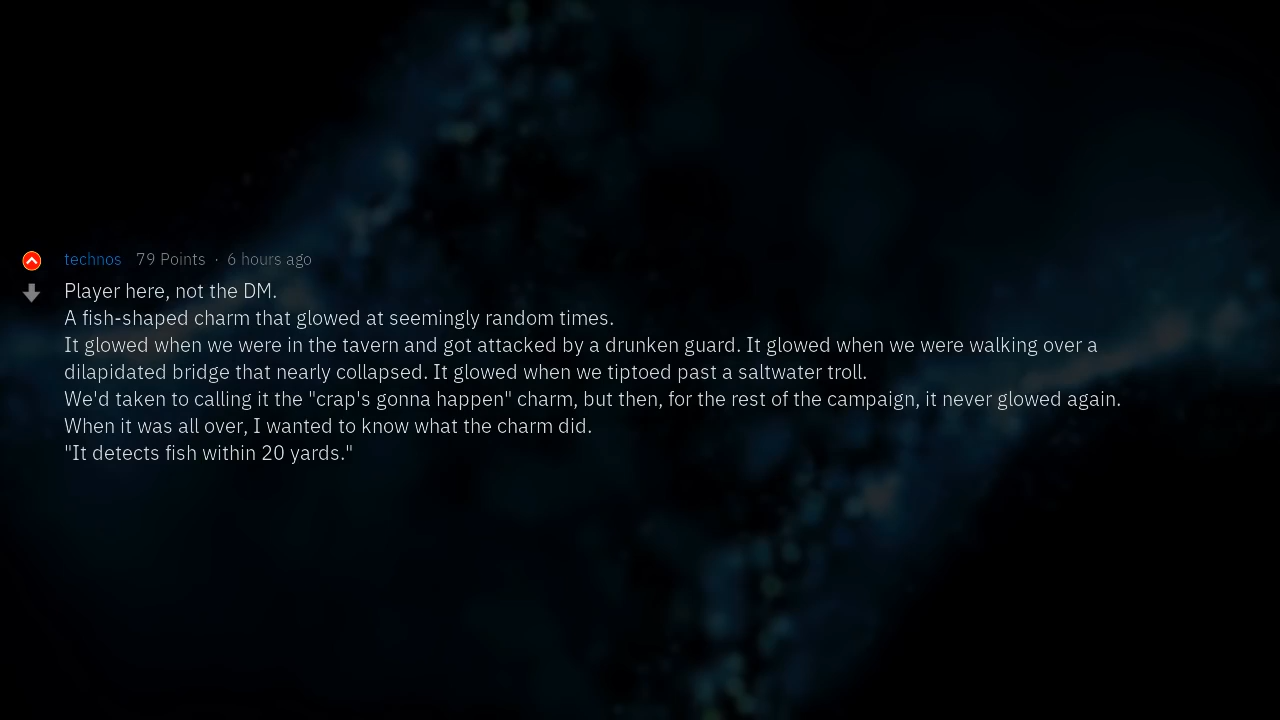 technos 79 Points · 6 hours ago
Player here, not the DM.
A fish-shaped charm that glowed at seemingly random times.
It glowed when we were in the tavern and got attacked by a drunken guard. It glowed when we were walking over a
dilapidated bridge that nearly collapsed. It glowed when we tiptoed past a saltwater troll.
We'd taken to calling it the "crap's gonna happen" charm, but then, for the rest of the campaign, it never glowed again.
When it was all over, I wanted to know what the charm did.
"It detects fish within 20 yards."